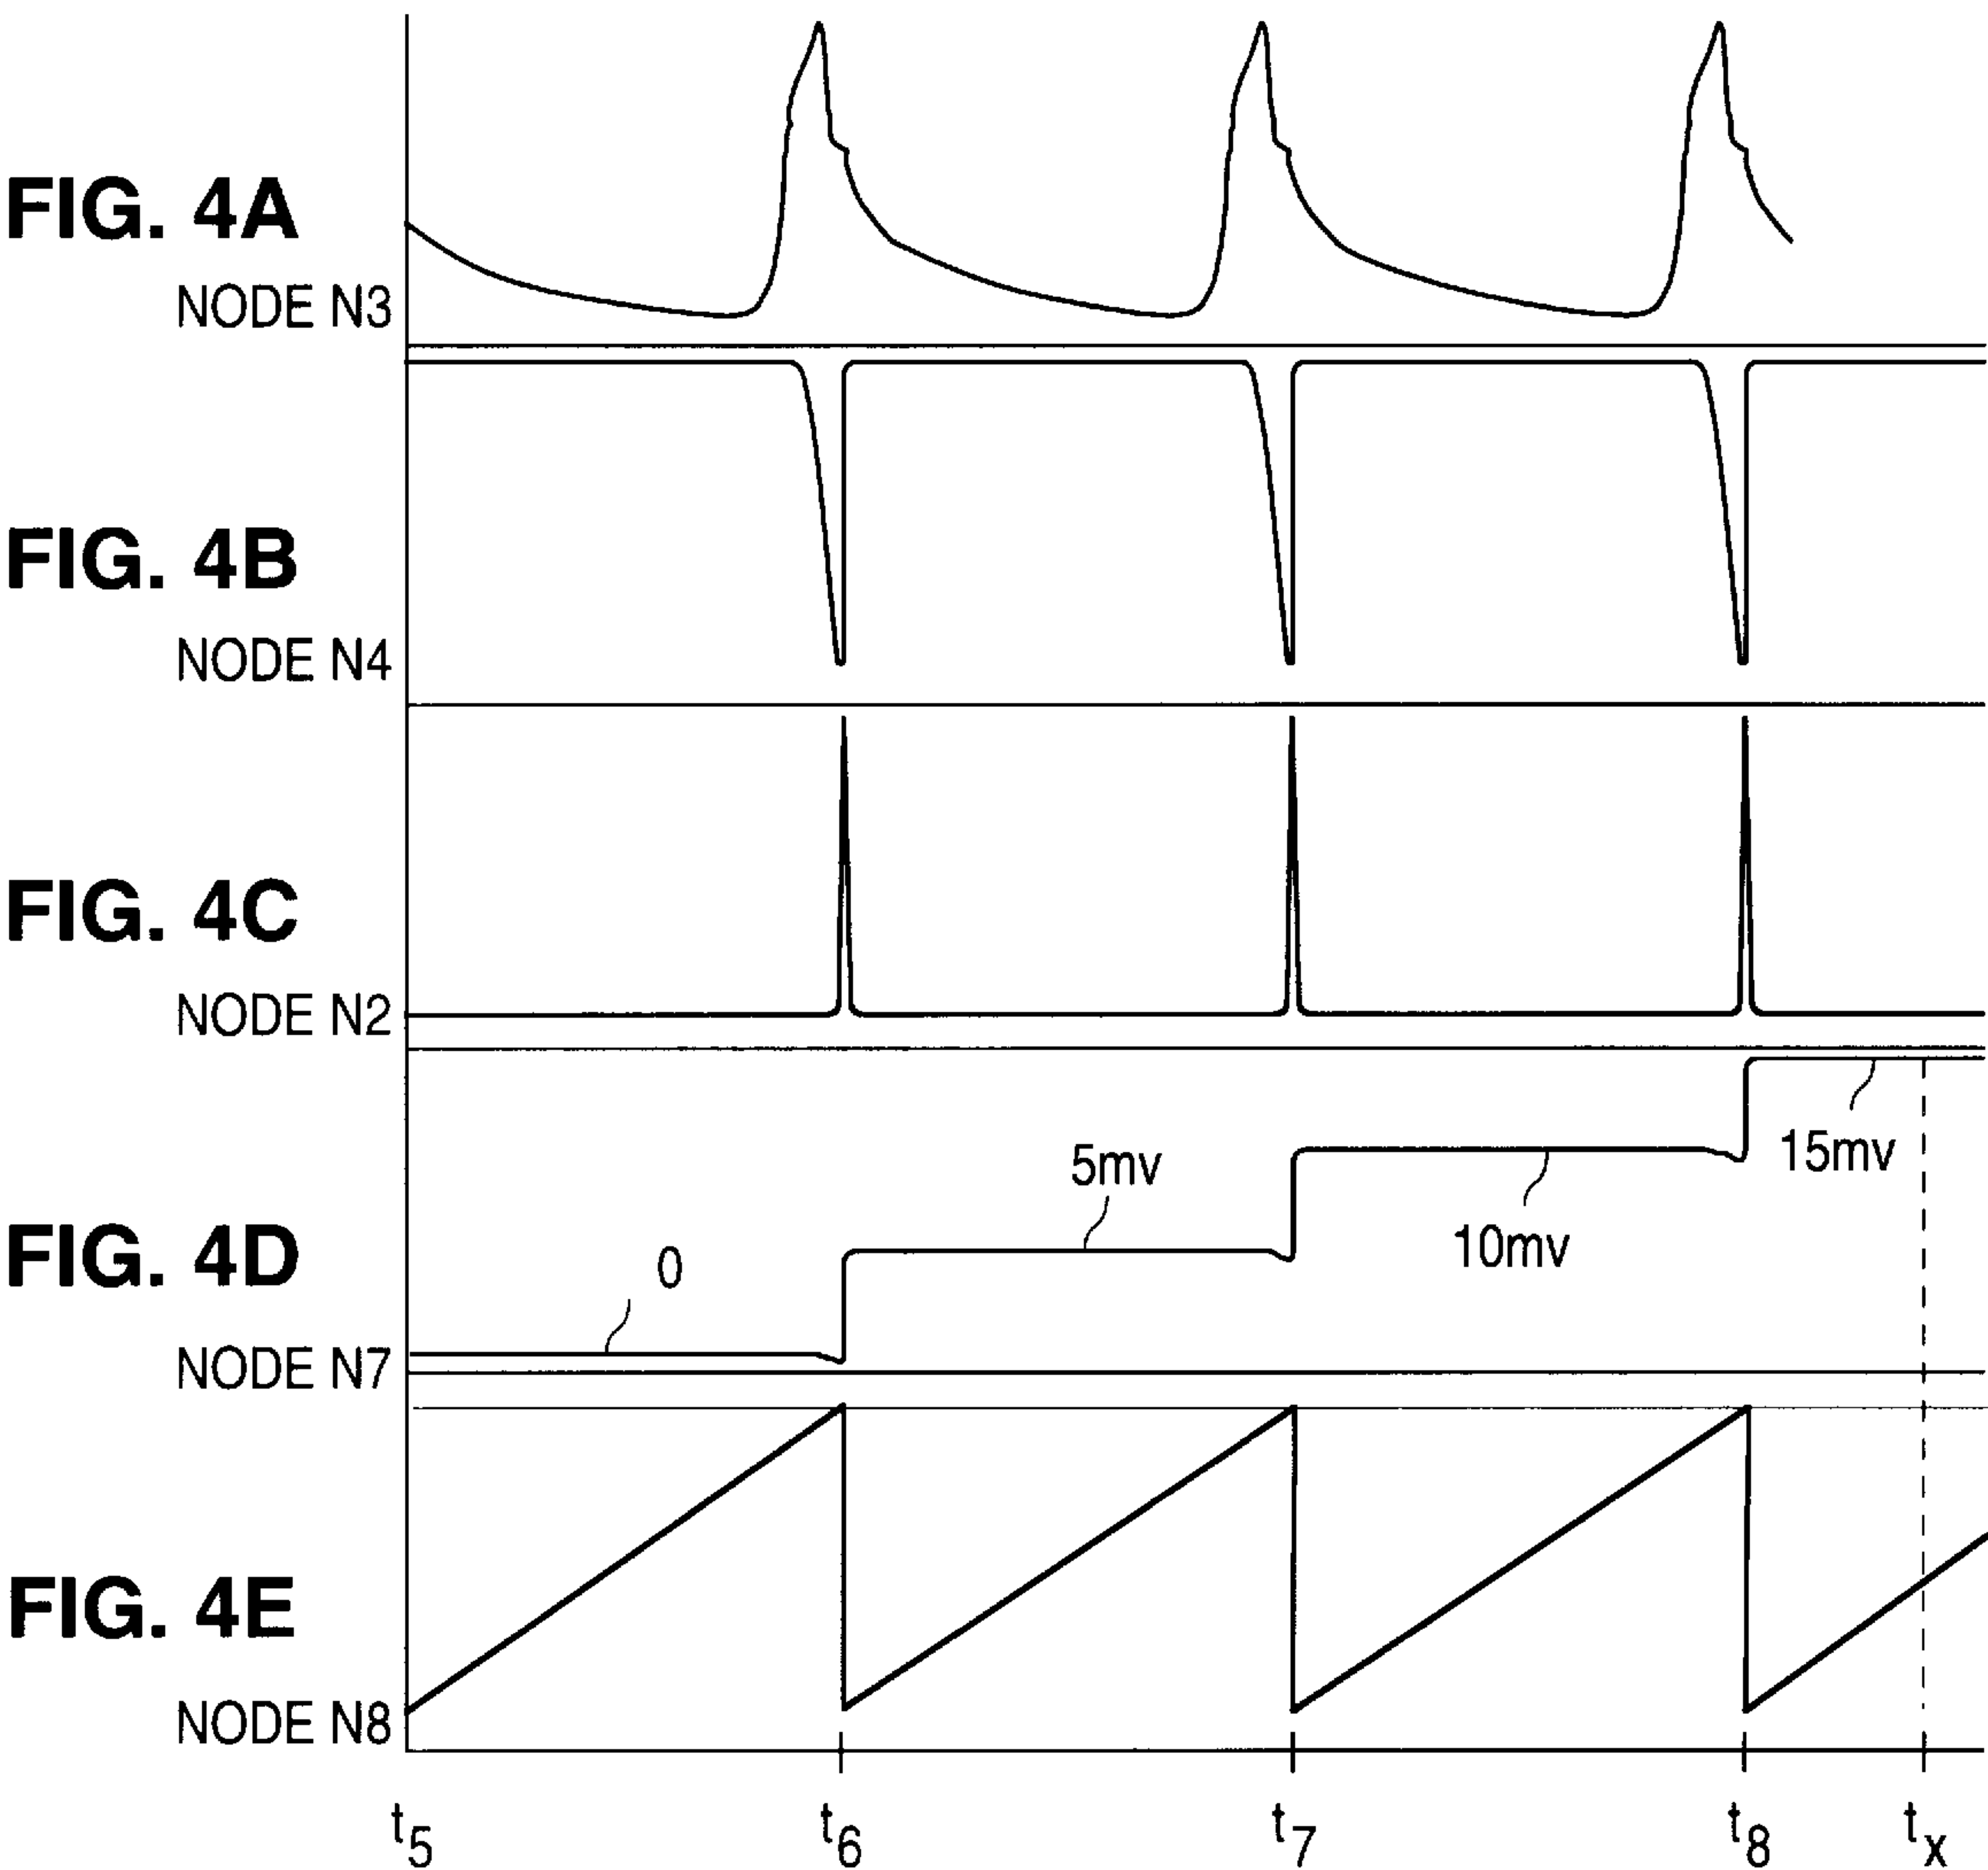 FIG. 4A
NODE N3
FIG. 4B
NODE N4
FIG. 4C
NODE N2
FIG. 4D
NODE N7
0
5mv
10mv
15mv
FIG. 4E
NODE N8
t5 t6 t7 t8 tx